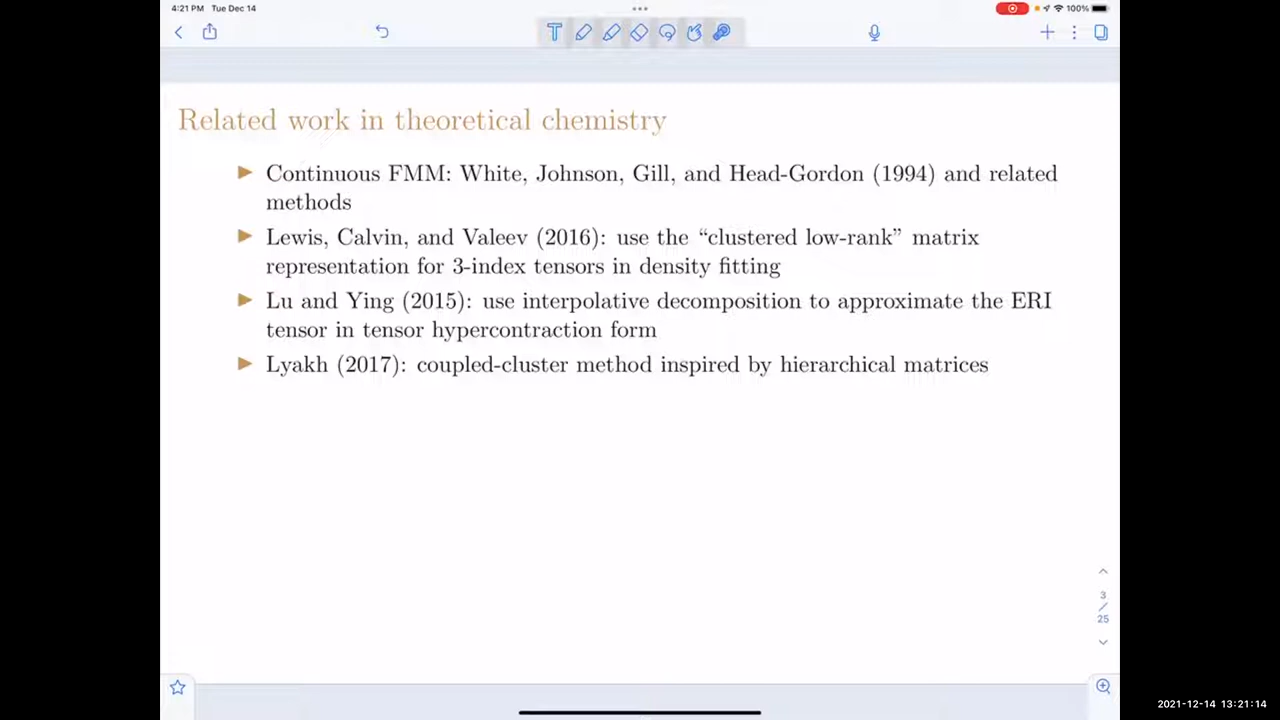 4:21 PM Tue Dec 14
100%
Related work in theoretical chemistry
Continuous FMM: White, Johnson, Gill, and Head-Gordon (1994) and related
methods
Lewis, Calvin, and Valeev (2016): use the “clustered low-rank” matrix
representation for 3-index tensors in density fitting
Lu and Ying (2015): use interpolative decomposition to approximate the ERI
tensor in tensor hypercontraction form
Lyakh (2017): coupled-cluster method inspired by hierarchical matrices
3
/
25
2021-12-14 13:21:14